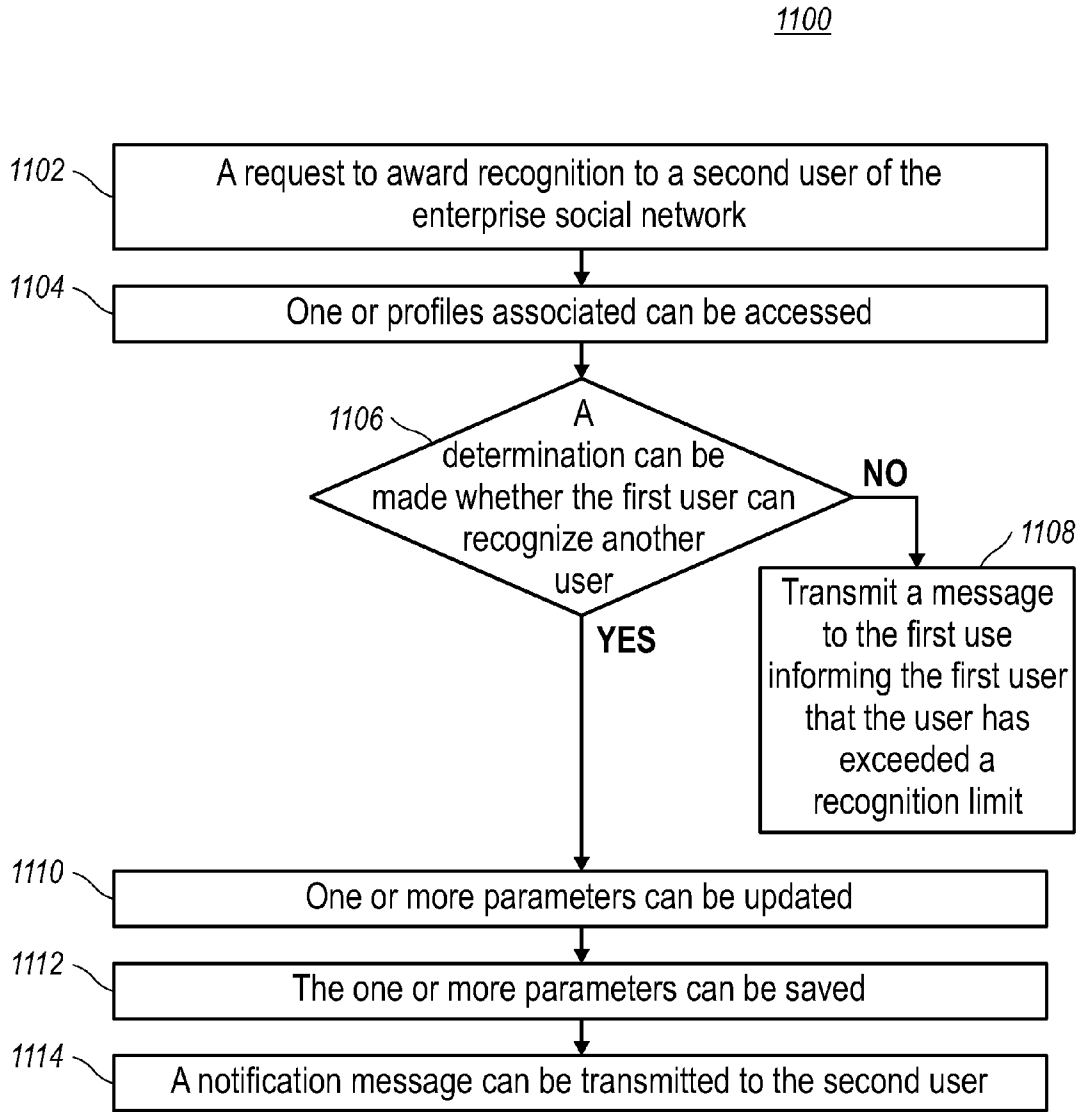 1100
1102
A request to award recognition to a second user of the
enterprise social network
1104
One or profiles associated can be accessed
1106
A
determination can be
made whether the first user can
recognize another
user
NO
1108
Transmit a message
to the first use
informing the first user
that the user has
exceeded a
recognition limit
YES
1110
One or more parameters can be updated
1112
The one or more parameters can be saved
1114
A notification message can be transmitted to the second user